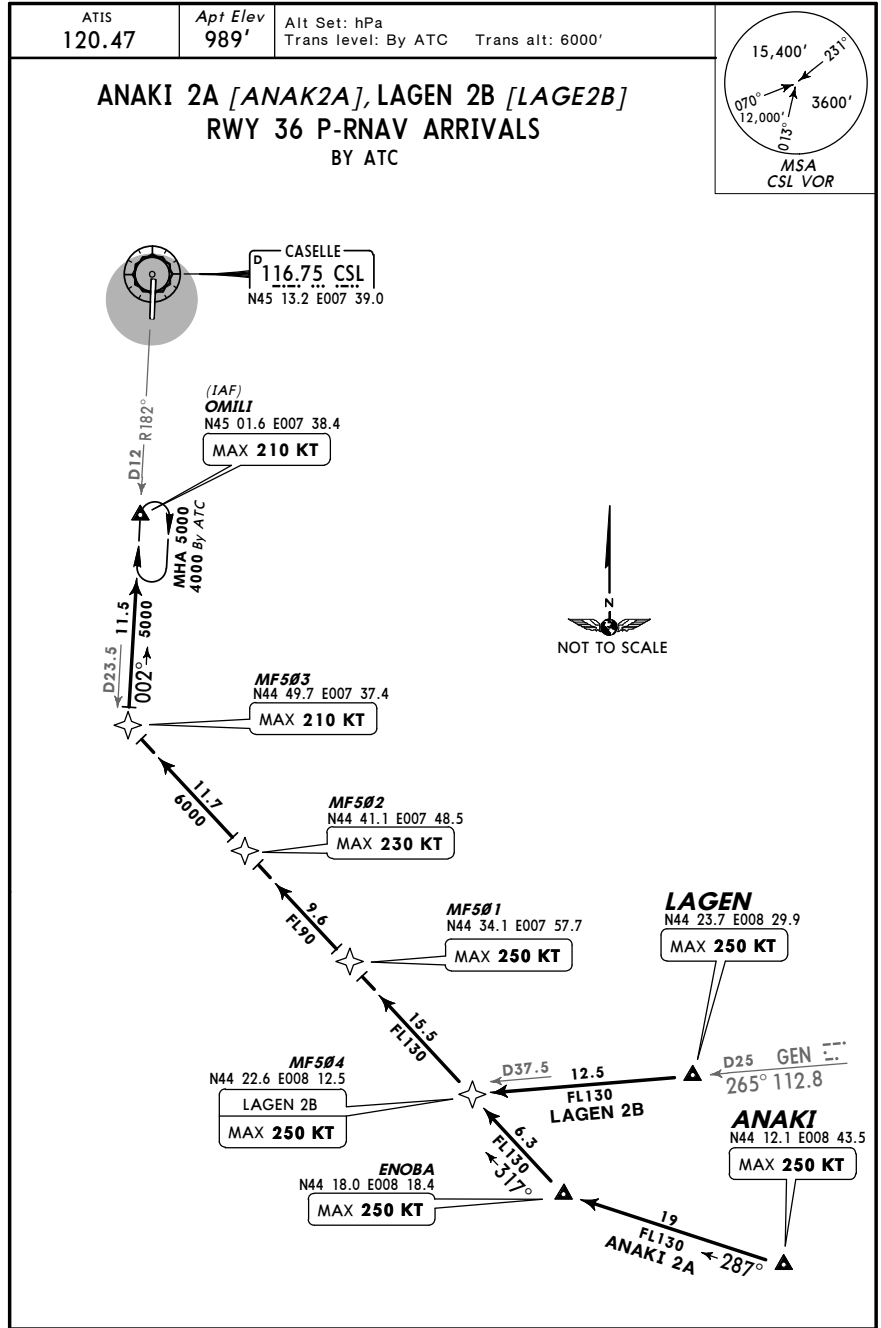 ATIS
120.47
Apt Elev
989'
Alt Set: hPa
Trans level: By ATC Trans alt: 6000'
15,400'
231°
070°
12,000'
3600'
013°
MSA
CSL VOR
ANAKI 2A [ANAK2A], LAGEN 2B [LAGE2B]
RWY 36 P-RNAV ARRIVALS
BY ATC
CASELLE
D
116.75 CSL
N45 13.2 E007 39.0
D12 R182°
(IAF)
OMILI
N45 01.6 E007 38.4
MAX 210 KT
MHA 5000
4000 By ATC
D23.5
11.5
002°→ 5000
N
NOT TO SCALE
MF5Ø3
N44 49.7 E007 37.4
MAX 210 KT
11.7
6000
MF5Ø2
N44 41.1 E007 48.5
MAX 230 KT
9.6
FL90
MF5Ø1
N44 34.1 E007 57.7
MAX 250 KT
LAGEN
N44 23.7 E008 29.9
MAX 250 KT
15.5
FL130
MF5Ø4
N44 22.6 E008 12.5
LAGEN 2B
MAX 250 KT
D37.5
12.5
FL130
LAGEN 2B
D25 GEN
265° 112.8
ANAKI
N44 12.1 E008 43.5
MAX 250 KT
6.3
FL130
←317°
ENOBA
N44 18.0 E008 18.4
MAX 250 KT
19
FL130
ANAKI 2A ←287°